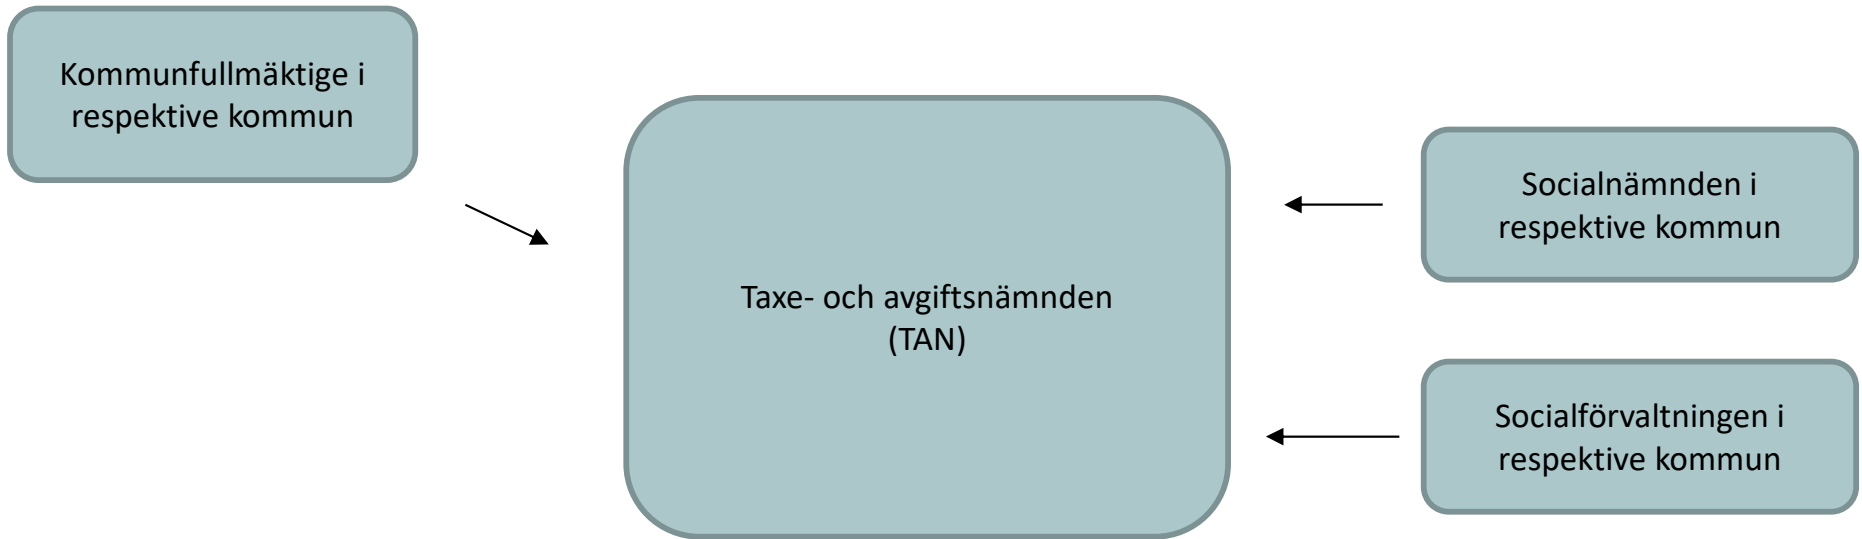 Kommunfullmäktige i
respektive kommun
Taxe- och avgiftsnämnden
(TAN)
Socialnämnden i
respektive kommun
Socialförvaltningen i
respektive kommun